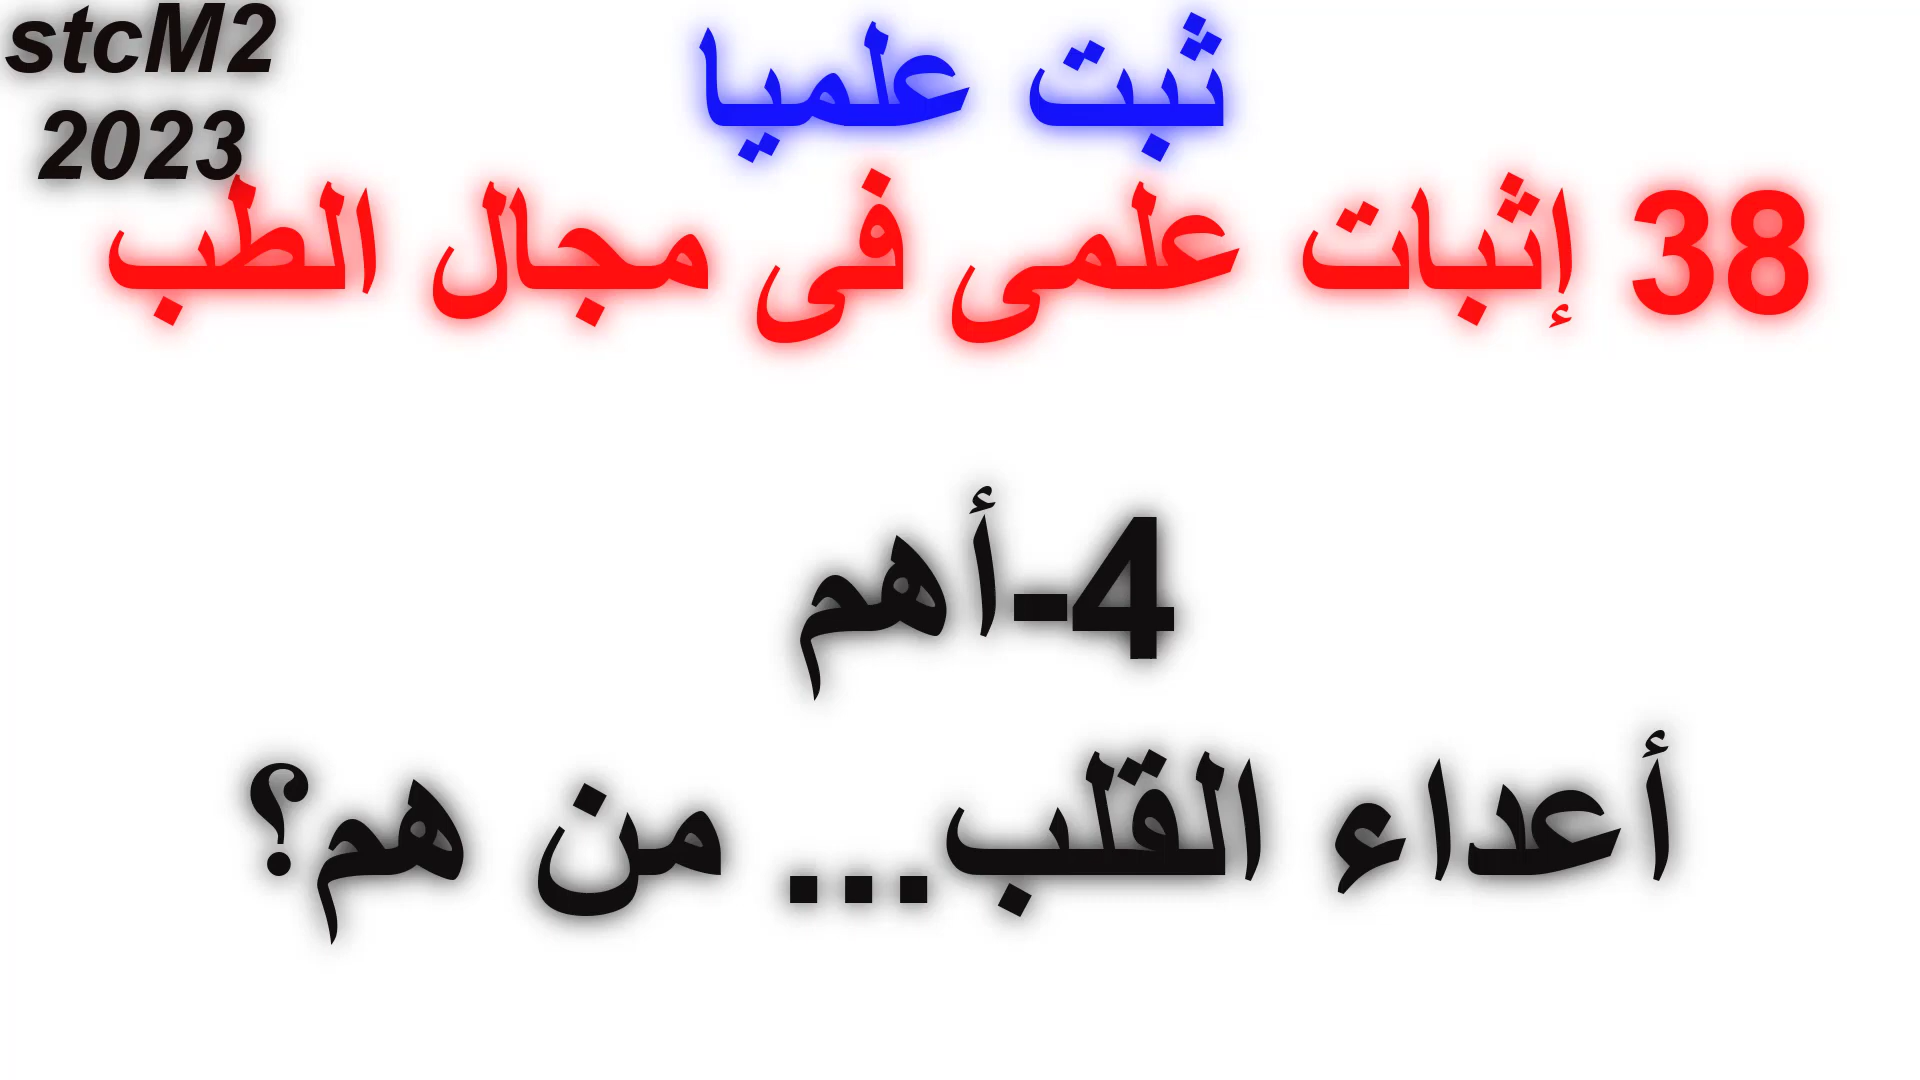 stcM2
2023
ثبت علميا
38 إثبات علمى فى مجال الطب
4-أهم
أعداء القلب... من هم؟